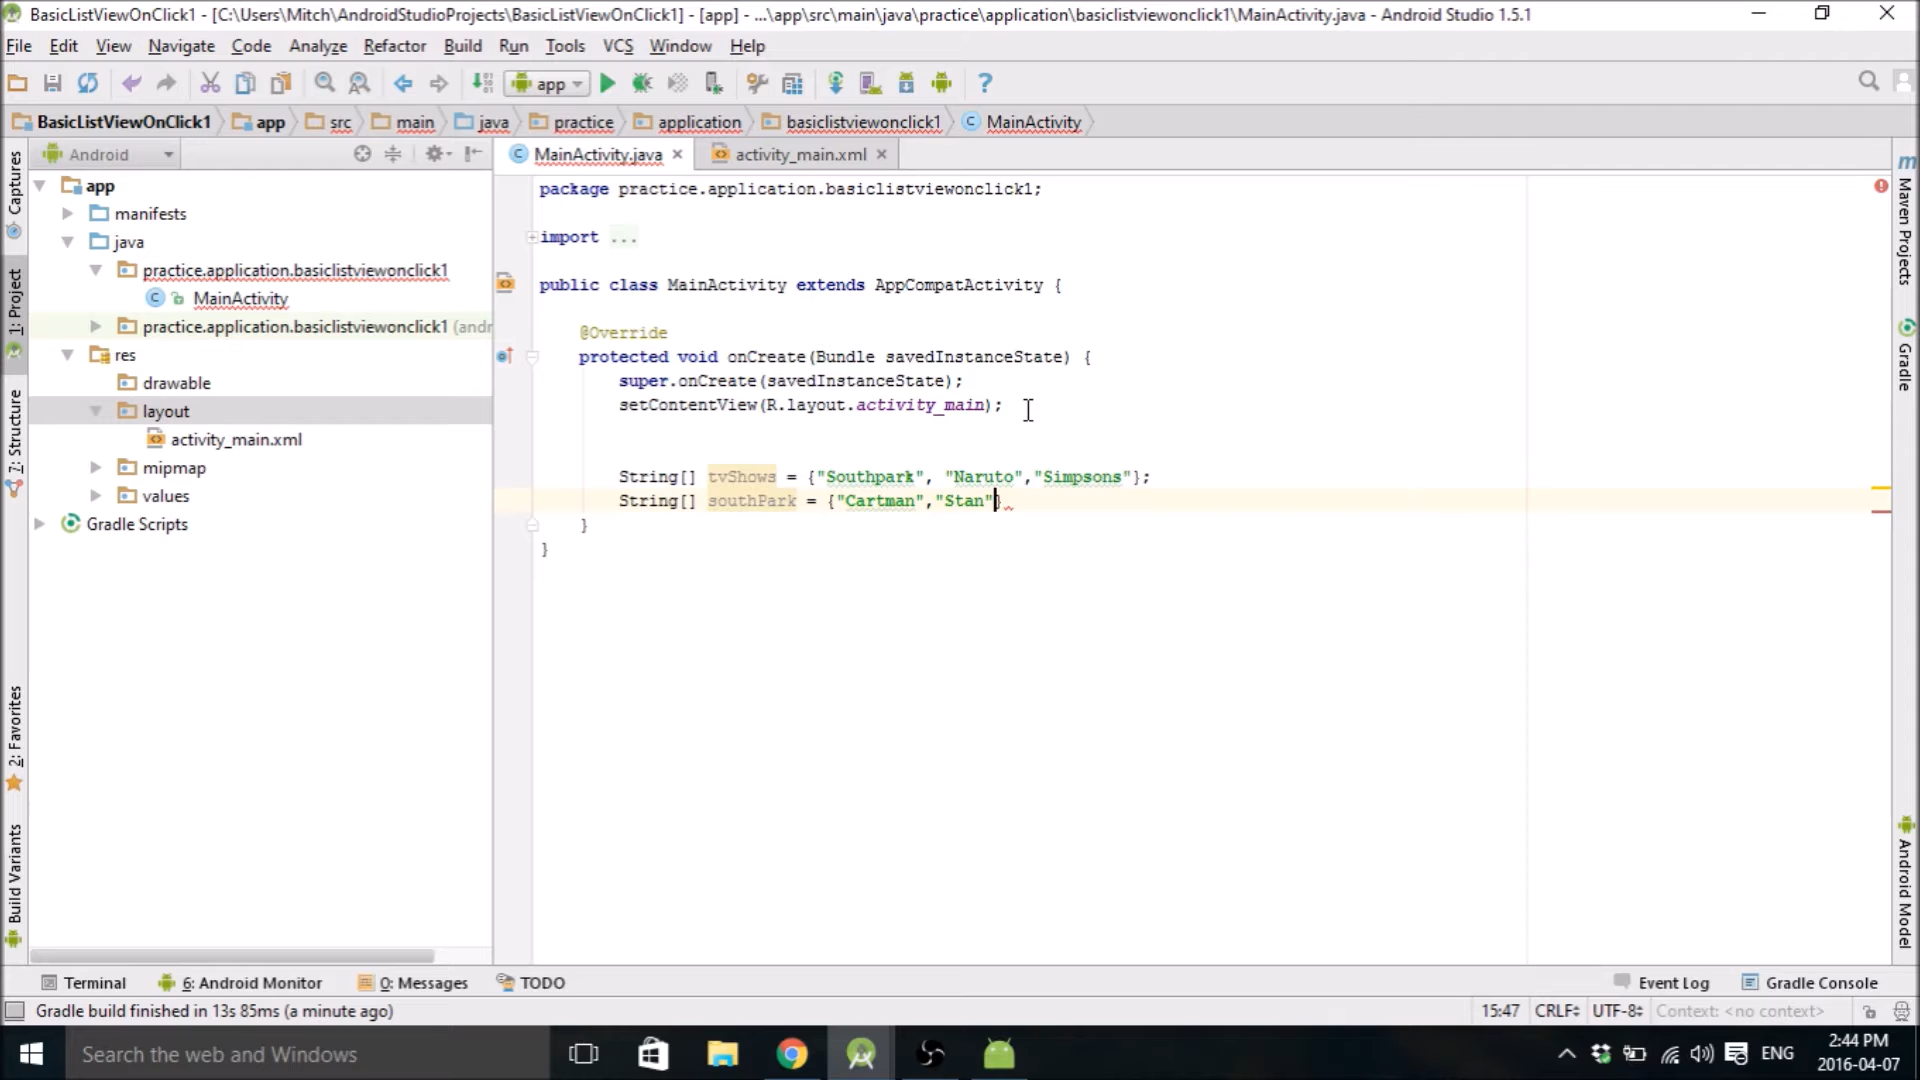 BasicListViewOnClick1 - [C:\Users\Mitch\AndroidStudioProjects\BasicListViewOnClick1] - [app] - ...\app\src\main\java\practice\application\basiclistviewonclick1\MainActivity.java - Android Studio 1.5.1
File Edit View Navigate Code Analyze Refactor Build Run Tools VCS Window Help
app
BasicListViewOnClick1 app src main java practice application basiclistviewonclick1 MainActivity
Android
MainActivity.java activity_main.xml
Captures
1: Project
7: Structure
2: Favorites
Build Variants
app
manifests
java
practice.application.basiclistviewonclick1
MainActivity
practice.application.basiclistviewonclick1 (andr
res
drawable
layout
activity_main.xml
mipmap
values
Gradle Scripts
package practice.application.basiclistviewonclick1;
import ...
public class MainActivity extends AppCompatActivity {
@Override
protected void onCreate(Bundle savedInstanceState) {
super.onCreate(savedInstanceState);
setContentView(R.layout.activity_main);
String[] tvShows = {"Southpark", "Naruto","Simpsons"};
String[] southPark = {"Cartman","Stan"}
}
}
m Maven Projects
Gradle
Android Model
Terminal 6: Android Monitor 0: Messages TODO Event Log Gradle Console
Gradle build finished in 13s 85ms (a minute ago) 15:47 CRLF÷ UTF-8÷ Context: <no context>
Search the web and Windows
ENG
2:44 PM
2016-04-07